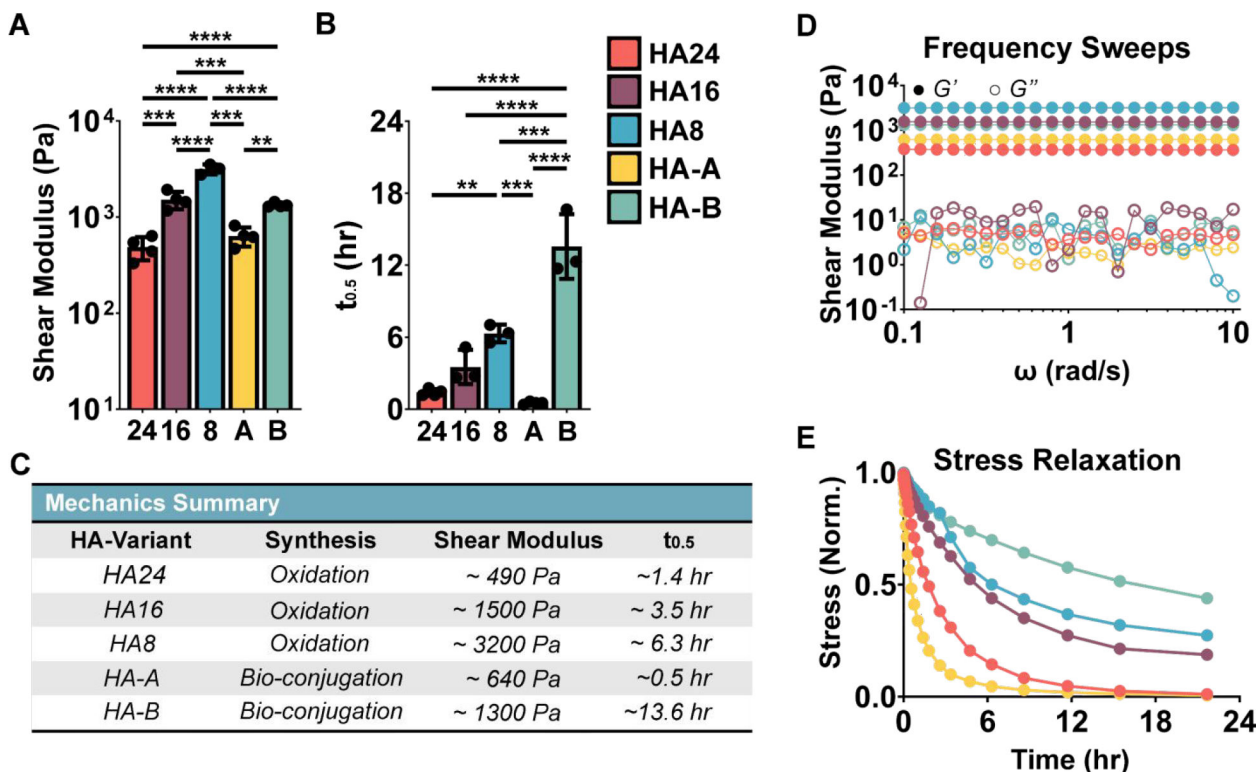 A
Shear Modulus (Pa)
10⁴
10³
10²
10¹
****
***
**** ****
*** ***
**** **
24 16 8 A B
B
t0.5 (hr)
24
18
12
6
0
****
****
***
****
** ***
24 16 8 A B
HA24
HA16
HA8
HA-A
HA-B
C
Mechanics Summary
HA-Variant Synthesis Shear Modulus t0.5
HA24 Oxidation ~ 490 Pa ~1.4 hr
HA16 Oxidation ~ 1500 Pa ~ 3.5 hr
HA8 Oxidation ~ 3200 Pa ~ 6.3 hr
HA-A Bio-conjugation ~ 640 Pa ~0.5 hr
HA-B Bio-conjugation ~ 1300 Pa ~13.6 hr
D
Frequency Sweeps
G' G''
Shear Modulus (Pa)
10⁴
10³
10²
10¹
10⁰
10⁻¹
0.1 1 10
ω (rad/s)
E
Stress Relaxation
Stress (Norm.)
1.0
0.5
0.0
0 6 12 18 24
Time (hr)